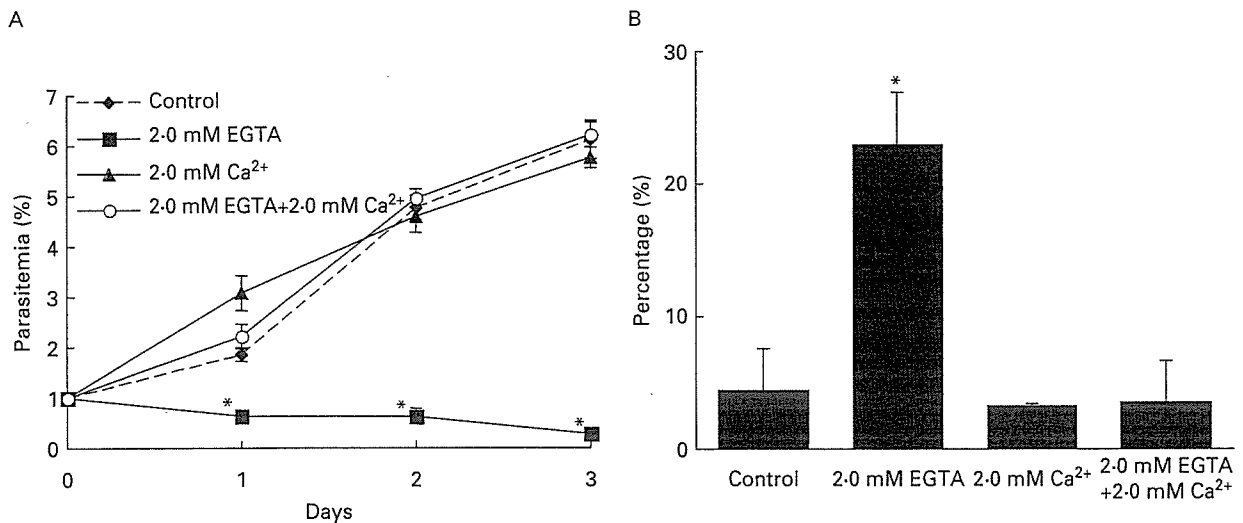 A
Parasitemia (%)
7
6
5
4
3
2
1
0
Control
2·0 mM EGTA
2·0 mM Ca²⁺
2·0 mM EGTA+2·0 mM Ca²⁺
*
*
*
0 1 2 3
Days
B
Percentage (%)
30
20
10
0
*
Control
2·0 mM EGTA
2·0 mM Ca²⁺
2·0 mM EGTA
+2·0 mM Ca²⁺